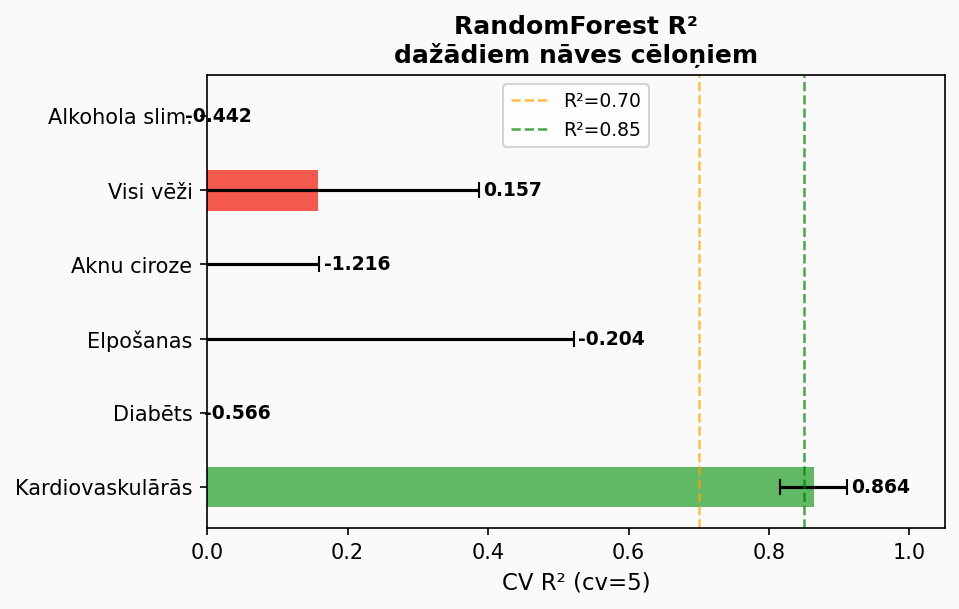 RandomForest R²
dažādiem nāves cēloņiem
R²=0.70
R²=0.85
Alkohola slim.
-0.442
Visi vēži
0.157
Aknu ciroze
-1.216
Elpošanas
-0.204
Diabēts
-0.566
Kardiovaskulārās
0.864
0.0 0.2 0.4 0.6 0.8 1.0
CV R² (cv=5)